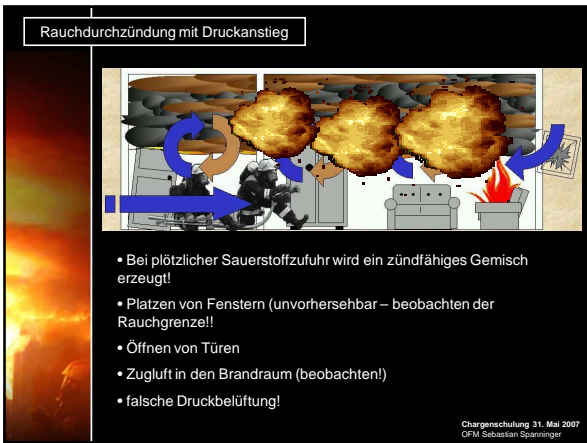 Rauchdurchzündung mit Druckanstieg
• Bei plötzlicher Sauerstoffzufuhr wird ein zündfähiges Gemisch
erzeugt!
• Platzen von Fenstern (unvorhersehbar – beobachten der
Rauchgrenze!!
• Öffnen von Türen
• Zugluft in den Brandraum (beobachten!)
• falsche Druckbelüftung!
Chargenschulung 31. Mai 2007
OFM Sebastian Spanninger